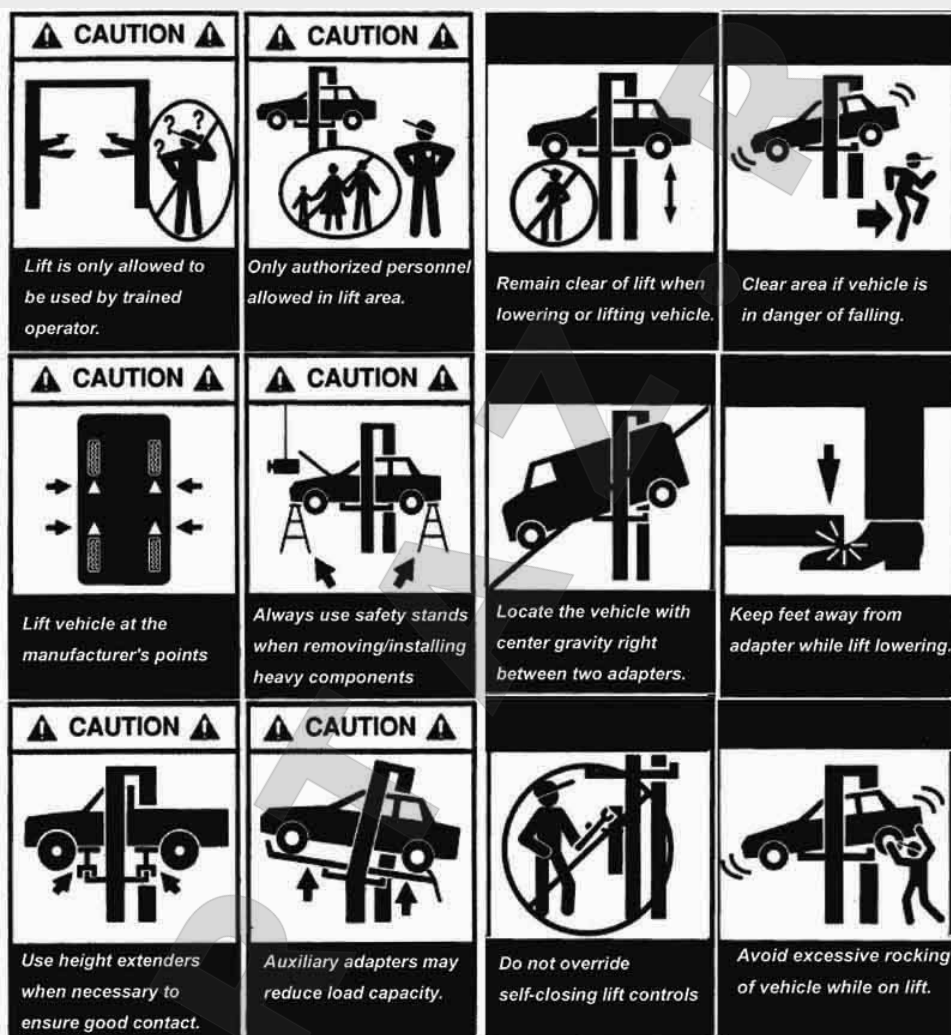 CAUTION
Lift is only allowed to
be used by trained
operator.
CAUTION
Only authorized personnel
allowed in lift area.
Remain clear of lift when
lowering or lifting vehicle.
Clear area if vehicle is
in danger of falling.
CAUTION
Lift vehicle at the
manufacturer's points
CAUTION
Always use safety stands
when removing/installing
heavy components
Locate the vehicle with
center gravity right
between two adapters.
Keep feet away from
adapter while lift lowering.
CAUTION
Use height extenders
when necessary to
ensure good contact.
CAUTION
Auxiliary adapters may
reduce load capacity.
Do not override
self-closing lift controls
Avoid excessive rocking
of vehicle while on lift.
? ? ?